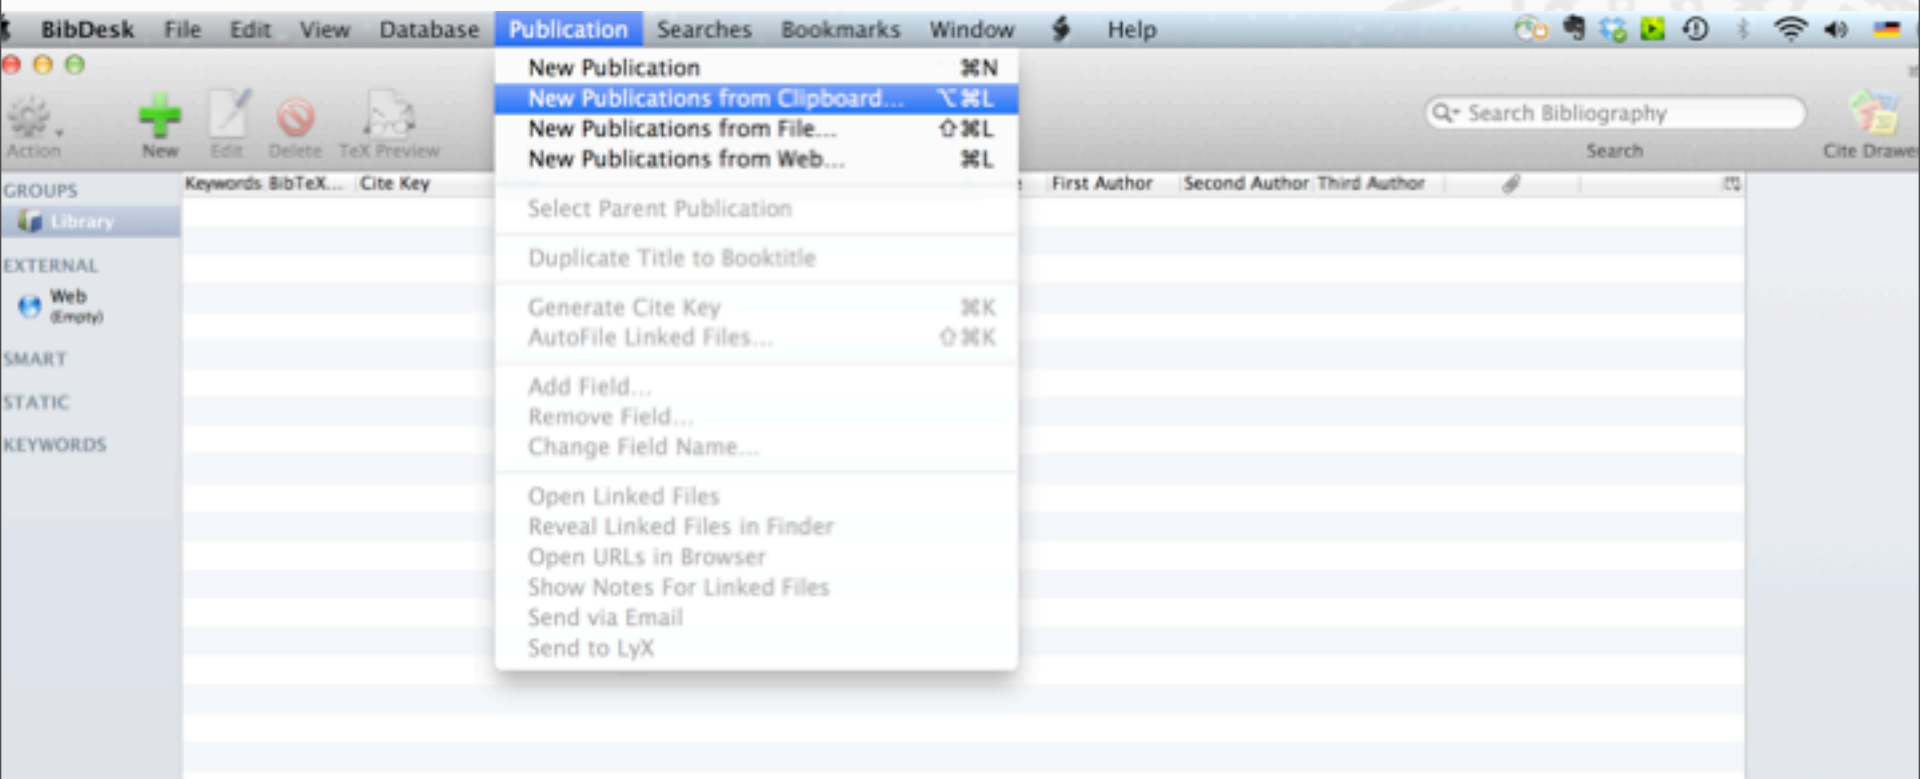 BibDesk File Edit View Database Publication Searches Bookmarks Window Help
New Publication ⌘N
New Publications from Clipboard... ⌥⌘L
New Publications from File... ⇧⌘L
New Publications from Web... ⌘L
Select Parent Publication
Duplicate Title to Booktitle
Generate Cite Key ⌘K
AutoFile Linked Files... ⇧⌘K
Add Field...
Remove Field...
Change Field Name...
Open Linked Files
Reveal Linked Files in Finder
Open URLs in Browser
Show Notes For Linked Files
Send via Email
Send to LyX
Action New Edit Delete TeX Preview
Search Bibliography
Search Cite Drawer
Keywords BibTeX... Cite Key First Author Second Author Third Author
GROUPS
Library
EXTERNAL
Web
(Empty)
SMART
STATIC
KEYWORDS